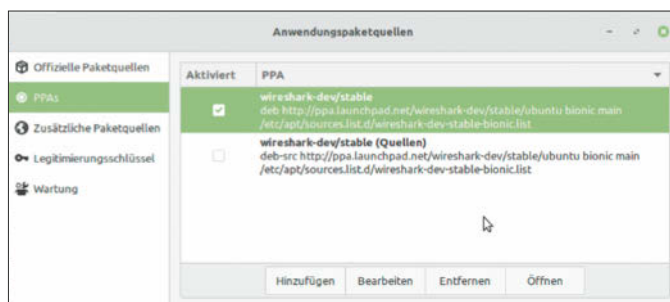 Anwendungspaketquellen
Offizielle Paketquellen
PPAs
Zusätzliche Paketquellen
Legitimierungsschlüssel
Wartung
Aktiviert PPA
wireshark-dev/stable
deb http://ppa.launchpad.net/wireshark-dev/stable/ubuntu bionic main
/etc/apt/sources.list.d/wireshark-dev-stable-bionic.list
wireshark-dev/stable (Quellen)
deb-src http://ppa.launchpad.net/wireshark-dev/stable/ubuntu bionic main
/etc/apt/sources.list.d/wireshark-dev-stable-bionic.list
Hinzufügen Bearbeiten Entfernen Öffnen